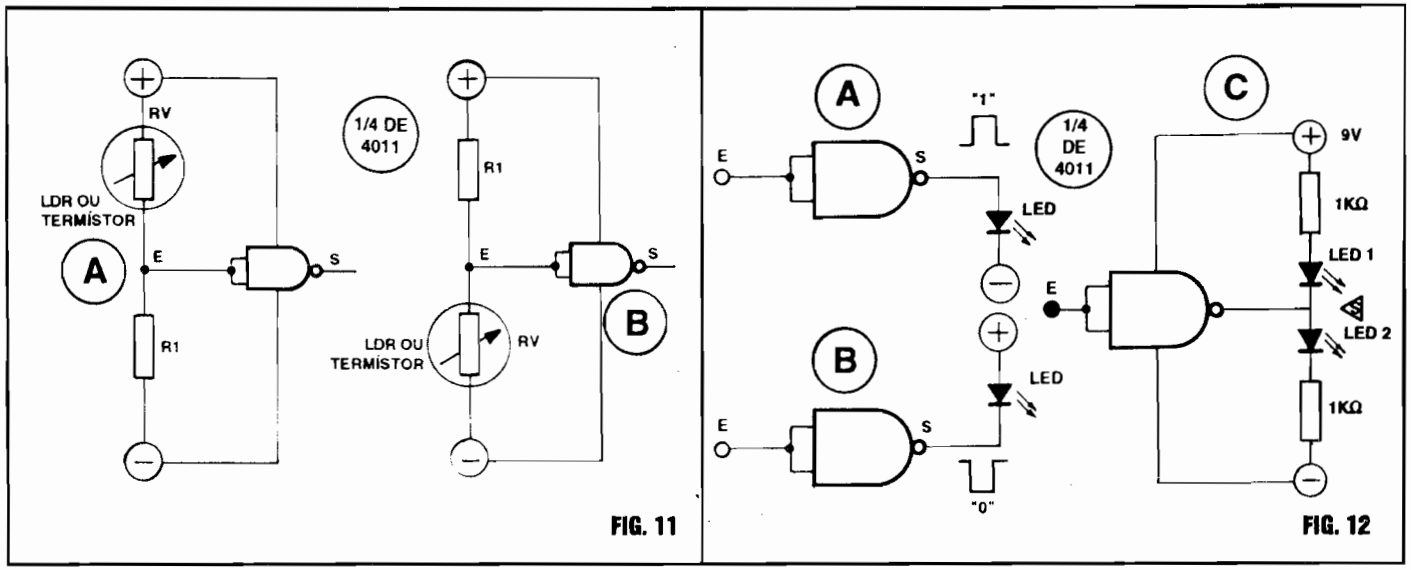 +
RV
LDR OU
TERMÍSTOR
A
E
S
R1
−
1/4 DE
4011
+
R1
E
S
B
LDR OU
TERMÍSTOR
RV
−
FIG. 11
A
E
S
"1"
1/4
DE
4011
LED
−
B
E
S
+
LED
"0"
C
+ 9V
1KΩ
LED 1
E
LED 2
1KΩ
−
FIG. 12